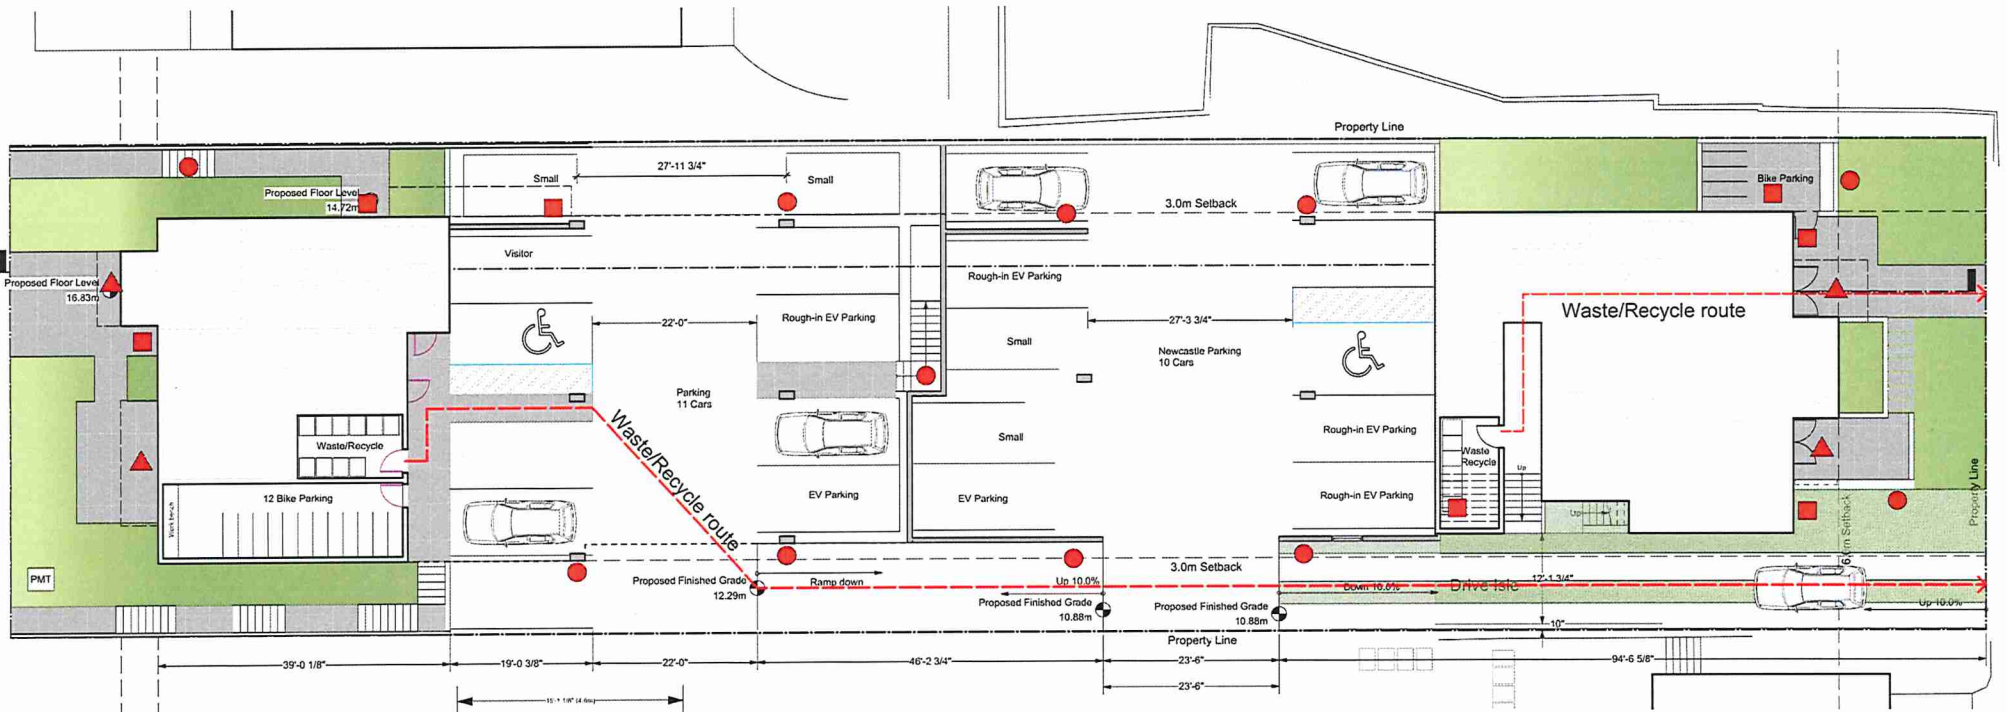 Property Line
27'-11 3/4"
Small
Small
Bike Parking
Proposed Floor Level
14.72m
3.0m Setback
Visitor
Rough-in EV Parking
Proposed Floor Level
16.83m
22'-0"
Rough-in EV Parking
27'-3 3/4"
Waste/Recycle route
Small
Newcastle Parking
10 Cars
Parking
11 Cars
Waste/Recycle route
Waste/Recycle
Small
Rough-in EV Parking
Waste
Recycle
Up
12 Bike Parking
Work bench
EV Parking
EV Parking
Rough-in EV Parking
Up
Property Line
PMT
Proposed Finished Grade
12.29m
Ramp down
Up 10.0%
3.0m Setback
Down 10.0%
Drive Isle
12'-1 3/4"
Up 10.0%
Proposed Finished Grade
10.88m
Proposed Finished Grade
10.88m
10"
Property Line
39'-0 1/8"
19'-0 3/8"
22'-0"
46'-2 3/4"
23'-6"
94'-6 5/8"
23'-6"